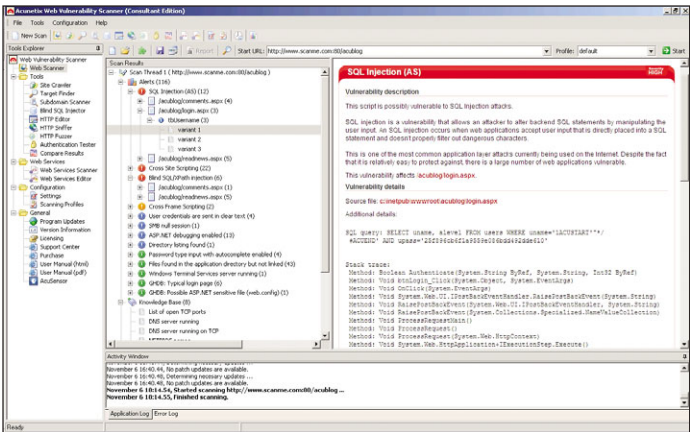 Acunetix Web Vulnerability Scanner (Consultant Edition)
File Tools Configuration Help
New Scan
Tools Explorer
Web Vulnerability Scanner
Web Scanner
Tools
Site Crawler
Target Finder
Subdomain Scanner
Blind SQL Injector
HTTP Editor
HTTP Sniffer
HTTP Fuzzer
Authentication Tester
Compare Results
Web Services
Web Services Scanner
Web Services Editor
Configuration
Settings
Scanning Profiles
General
Program Updates
Version Information
Licensing
Support Center
Purchase
User Manual (html)
User Manual (pdf)
AcuSensor
Report Start URL: http://www.scanme.com:80/acublog Profile: default Start
Scan Results
Scan Thread 1 ( http://www.scanme.com:80/acublog )
Alerts (116)
SQL Injection (AS) (12)
/acublog/comments.aspx (4)
/acublog/login.aspx (3)
tbUsername (3)
variant 1
variant 2
variant 3
/acublog/readnews.aspx (5)
Cross Site Scripting (22)
Blind SQL/XPath injection (6)
/acublog/comments.aspx (1)
/acublog/readnews.aspx (5)
Cross Frame Scripting (2)
User credentials are sent in clear text (4)
SMB null session (1)
ASP.NET debugging enabled (13)
Directory listing found (1)
Password type input with autocomplete enabled (4)
Files found in the application directory but not linked (43)
Windows Terminal Services server running (1)
GHDB: Typical login page (6)
GHDB: Possible ASP.NET sensitive file (web.config) (1)
Knowledge Base (8)
List of open TCP ports
DNS server running
DNS server running on TCP
SQL Injection (AS)
HIGH
Vulnerability description
This script is possibly vulnerable to SQL Injection attacks.
SQL injection is a vulnerability that allows an attacker to alter backend SQL statements by manipulating the
user input. An SQL injection occurs when web applications accept user input that is directly placed into a SQL
statement and doesn't properly filter out dangerous characters.
This is one of the most common application layer attacks currently being used on the Internet. Despite the fact
that it is relatively easy to protect against, there is a large number of web applications vulnerable.
This vulnerability affects /acublog/login.aspx.
Vulnerability details
Source file: c:\inetpub\wwwroot\acublog\login.aspx
Additional details:
SQL query: SELECT uname, alevel FROM users WHERE uname='ACUSTART'"*/
Stack trace:
Method: Boolean Authenticate(System.String ByRef, System.String, Int32 ByRef)
Method: Void btnLogin_Click(System.Object, System.EventArgs)
Method: Void OnClick(System.EventArgs)
Method: Void System.Web.UI.IPostBackEventHandler.RaisePostBackEvent(System.String)
Method: Void RaisePostBackEvent(System.Web.UI.IPostBackEventHandler, System.String)
Method: Void RaisePostBackEvent(System.Collections.Specialized.NameValueCollection)
Method: Void ProcessRequestMain()
Method: Void ProcessRequest()
Method: Void ProcessRequest(System.Web.HttpContext)
Method: Void System.Web.HttpApplication+IExecutionStep.Execute()
Activity Window
November 6 16:40.44, No patch updates are available.
November 6 16:40.48, Determining necessary updates ...
November 6 16:40.48, No patch updates are available.
November 6 18:14.54, Started scanning http://www.scanme.com:80/acublog ...
November 6 18:14.55, Finished scanning.
Application Log Error Log
Ready